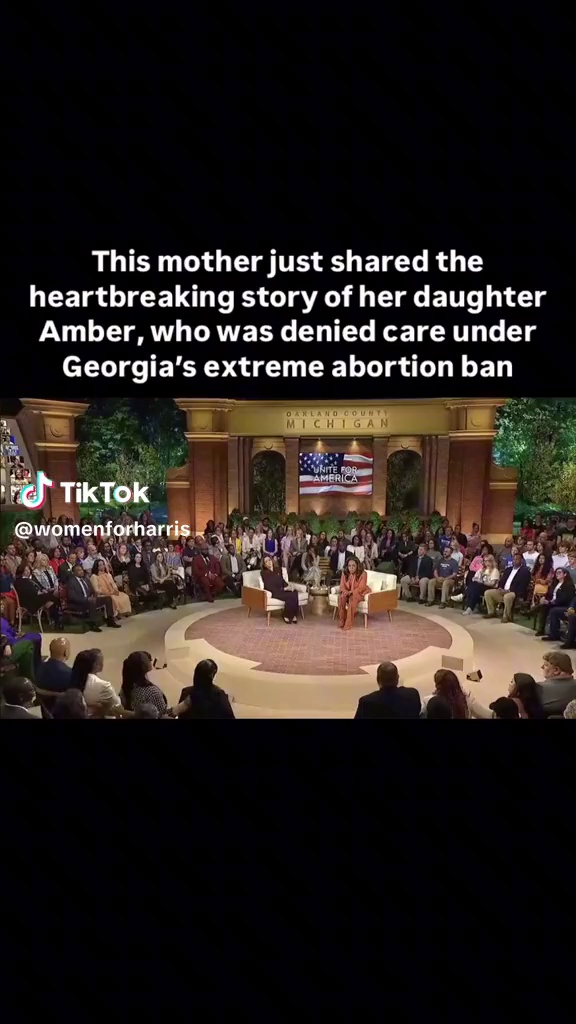 This mother just shared the
heartbreaking story of her daughter
Amber, who was denied care under
Georgia’s extreme abortion ban
OAKLAND COUNTY
MICHIGAN
UNITE FOR
AMERICA
TikTok
@womenforharris